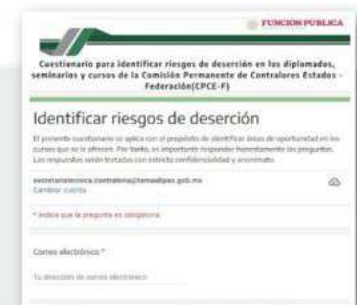 FUNCIÓN PÚBLICA
Cuestionario para identificar riesgos de deserción en los diplomados,
seminarios y cursos de la Comisión Permanente de Contralores Estados -
Federación(CPCE-F)
Identificar riesgos de deserción
El presente cuestionario se aplica con el propósito de identificar áreas de oportunidad en los
cursos que se le ofrecen. Por tanto, es importante responder honestamente las preguntas.
Las respuestas serán tratadas con estricta confidencialidad y anonimato.
secretariatecnica.contraloria@tamaulipas.gob.mx
Cambiar cuenta
* Indica que la pregunta es obligatoria
Correo electrónico *
Tu dirección de correo electrónico